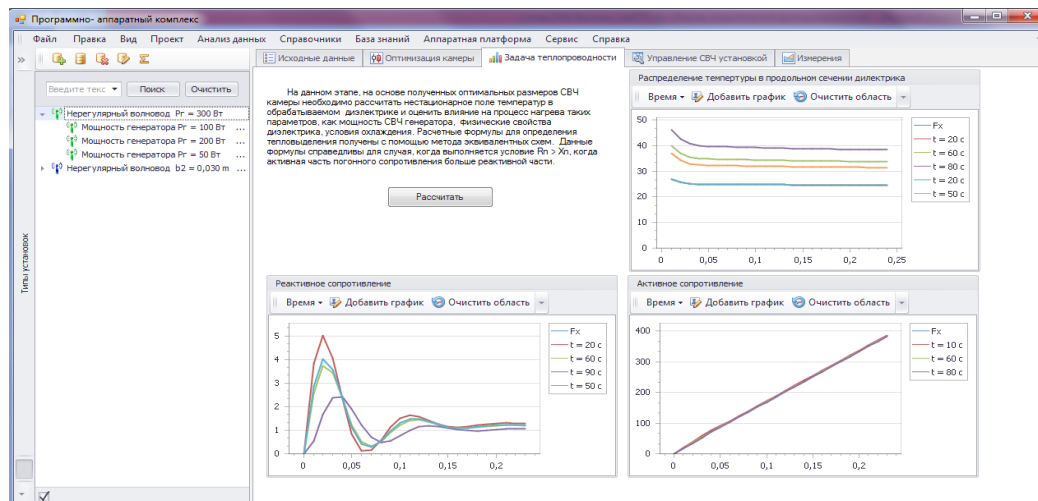 Программно- аппаратный комплекс
Файл Правка Вид Проект Анализ данных Справочники База знаний Аппаратная платформа Сервис Справка
Исходные данные Оптинизация камеры Задача теплопроводности Управление СВЧ установкой Измерения
Введите текс Поиск Очистить
Нерегулярный волновод Рг = 300 Вт
Мощность генератора Рг = 100 Вт ...
Мощность генератора Рг = 200 Вт ...
Мощность генератора Рг = 50 Вт ...
Нерегулярный волновод b2 = 0,030 m ...
Типы установок
На данном этапе, на основе полученных оптимальных размеров СВЧ
камеры необходимо рассчитать нестационарное поле температур в
обрабатываемом диэлектрике и оценить влияние на процесс нагрева таких
параметров, как мощность СВЧ генератора, физические свойства
диэлектрика, условия охлаждения. Расчетные формулы для определения
тепловыделения получены с помощью метода эквивалентных схем. Данные
формулы справедливы для случая, когда выполняется условие Rn > Xn, когда
активная часть погонного сопротивления больше реактивной части.
Рассчитать
Распределение темпертуры в продольном сечении дилектрика
Время Добавить график Очистить область
50
40
30
20
10
0
0 0,05 0,1 0,15 0,2 0,25
Fx
t = 20 c
t = 60 c
t = 80 c
t = 20 c
t = 50 c
Реактивное сопротивление
Время Добавить график Очистить область
5
4
3
2
1
0
0 0,05 0,1 0,15 0,2
Fx
t = 20 c
t = 60 c
t = 90 c
t = 50 c
Активное сопротивление
Время Добавить график Очистить область
400
300
200
100
0
0 0,05 0,1 0,15 0,2
Fx
t = 10 c
t = 60 c
t = 80 c